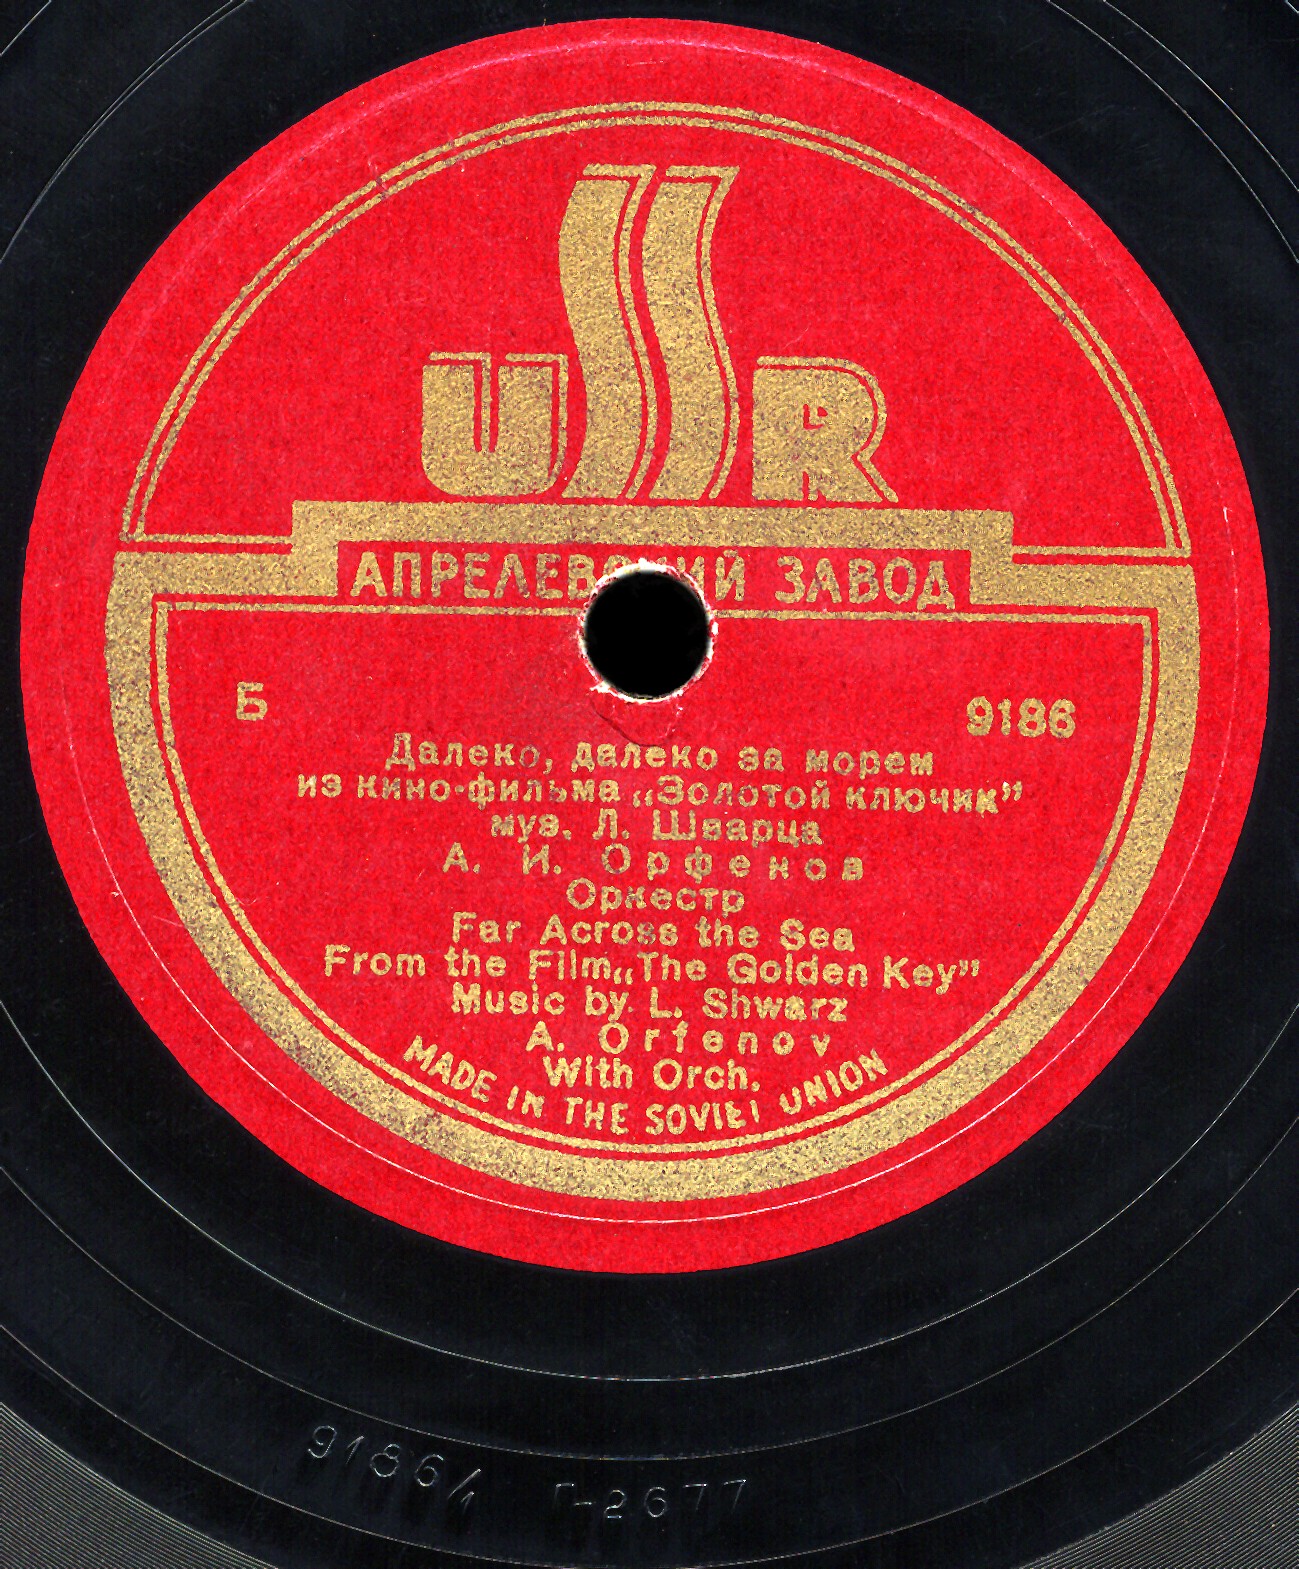 USSR
АПРЕЛЕВСКИЙ ЗАВОД
Б 9186
Далеко, далеко за морем
из кино-фильма „Золотой ключик”
муз. Л. Шварца
А. И. Орфенов
Оркестр
Far Across the Sea
From the Film „The Golden Key”
Music by L. Shwarz
A. Orfenov
With Orch.
MADE IN THE SOVIET UNION
9186/1 Г-2677